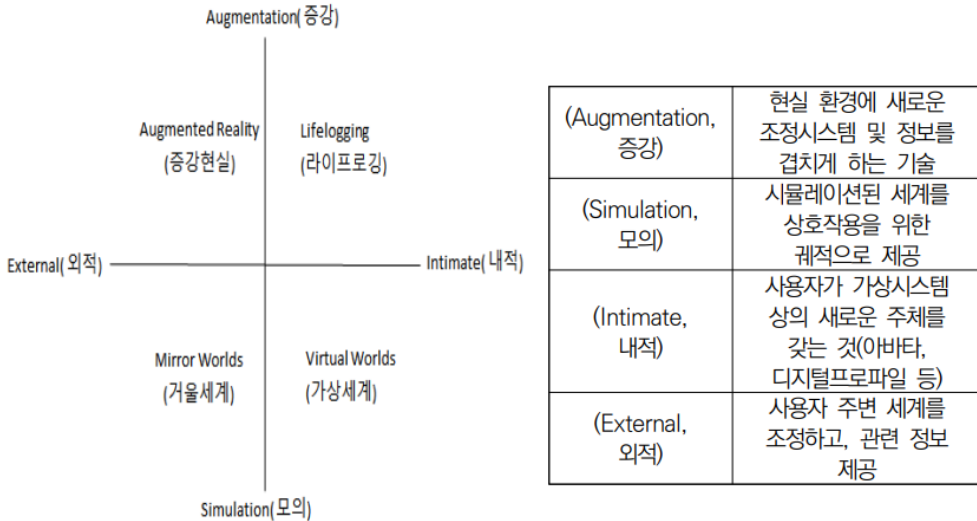 Augmentation(증강)
Augmented Reality
(증강현실)
Lifelogging
(라이프로깅)
External(외적)
Intimate(내적)
Mirror Worlds
(거울세계)
Virtual Worlds
(가상세계)
Simulation(모의)
(Augmentation,
증강)
현실 환경에 새로운
조정시스템 및 정보를
겹치게 하는 기술
(Simulation,
모의)
시뮬레이션된 세계를
상호작용을 위한
궤적으로 제공
(Intimate,
내적)
사용자가 가상시스템
상의 새로운 주체를
갖는 것(아바타,
디지털프로파일 등)
(External,
외적)
사용자 주변 세계를
조정하고, 관련 정보
제공